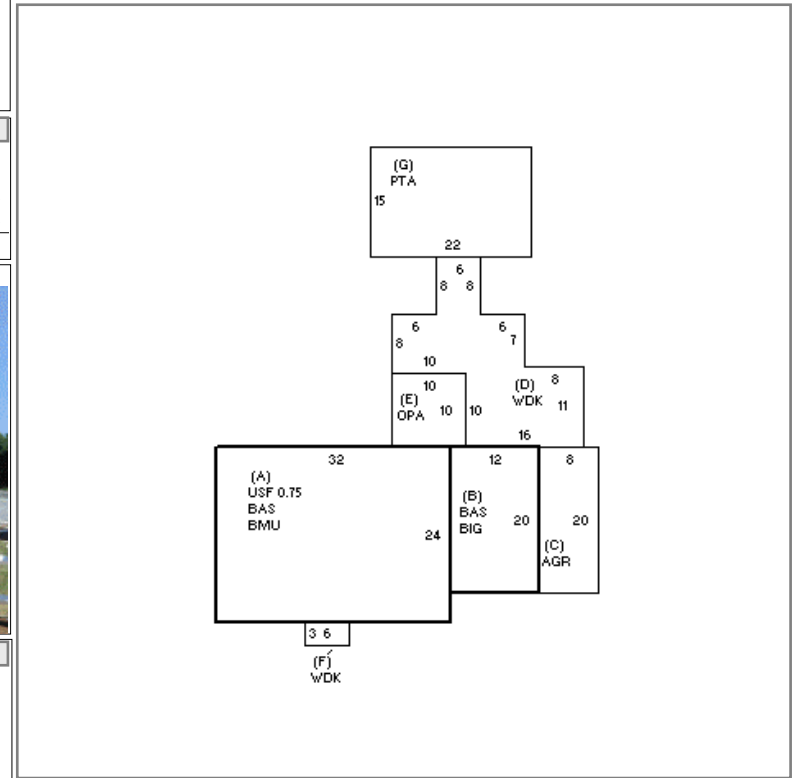 (G)
PTA
15
22
6
8 8
6 6
8 7
10
10
(E)
OPA 10 10
(D) 8
WDK 11
16
32 12 8
(A)
USF 0.75
BAS
BMU
24
(B)
BAS
BIG
20 20
(C)
AGR
3 6
(F)
WDK